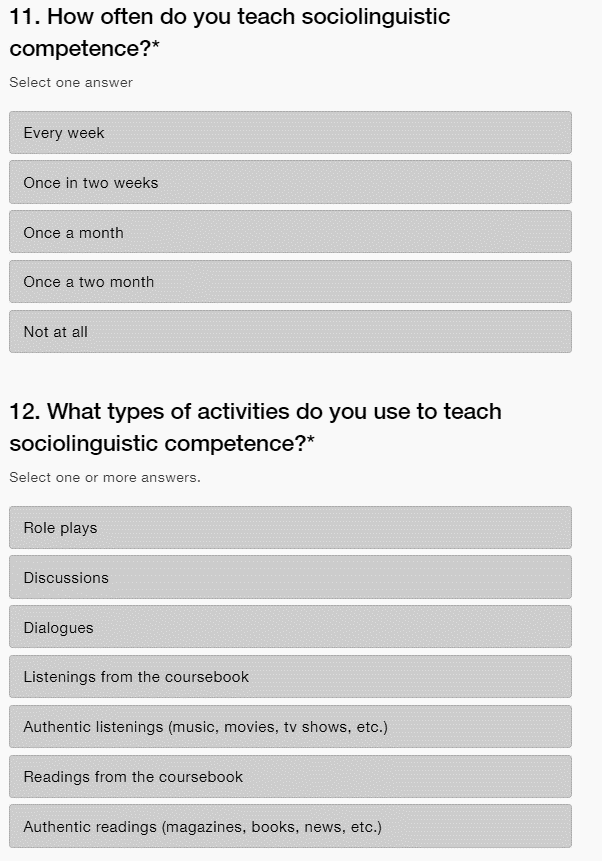 11. How often do you teach sociolinguistic
competence?*
Select one answer
Every week
Once in two weeks
Once a month
Once a two month
Not at all
12. What types of activities do you use to teach
sociolinguistic competence?*
Select one or more answers.
Role plays
Discussions
Dialogues
Listenings from the coursebook
Authentic listenings (music, movies, tv shows, etc.)
Readings from the coursebook
Authentic readings (magazines, books, news, etc.)